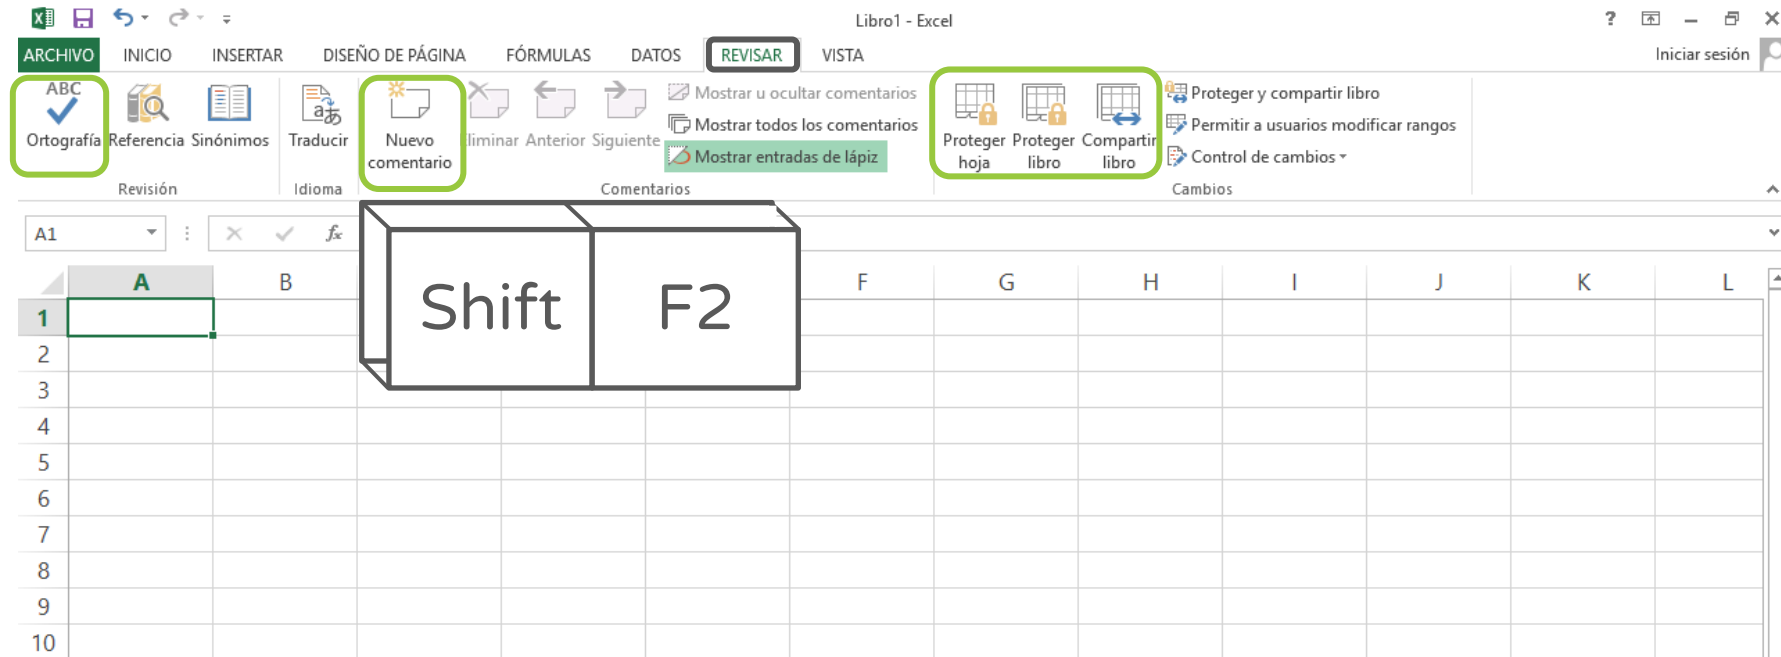 Libro1 - Excel
?
ARCHIVO INICIO INSERTAR DISEÑO DE PÁGINA FÓRMULAS DATOS REVISAR VISTA Iniciar sesión
ABC
Ortografía Referencia Sinónimos
Revisión
Traducir
Idioma
Nuevo
comentario
Eliminar Anterior Siguiente
Mostrar u ocultar comentarios
Mostrar todos los comentarios
Mostrar entradas de lápiz
Comentarios
Proteger
hoja
Proteger
libro
Compartir
libro
Proteger y compartir libro
Permitir a usuarios modificar rangos
Control de cambios
Cambios
A1
fx
Shift F2
A B F G H I J K L
1
2
3
4
5
6
7
8
9
10